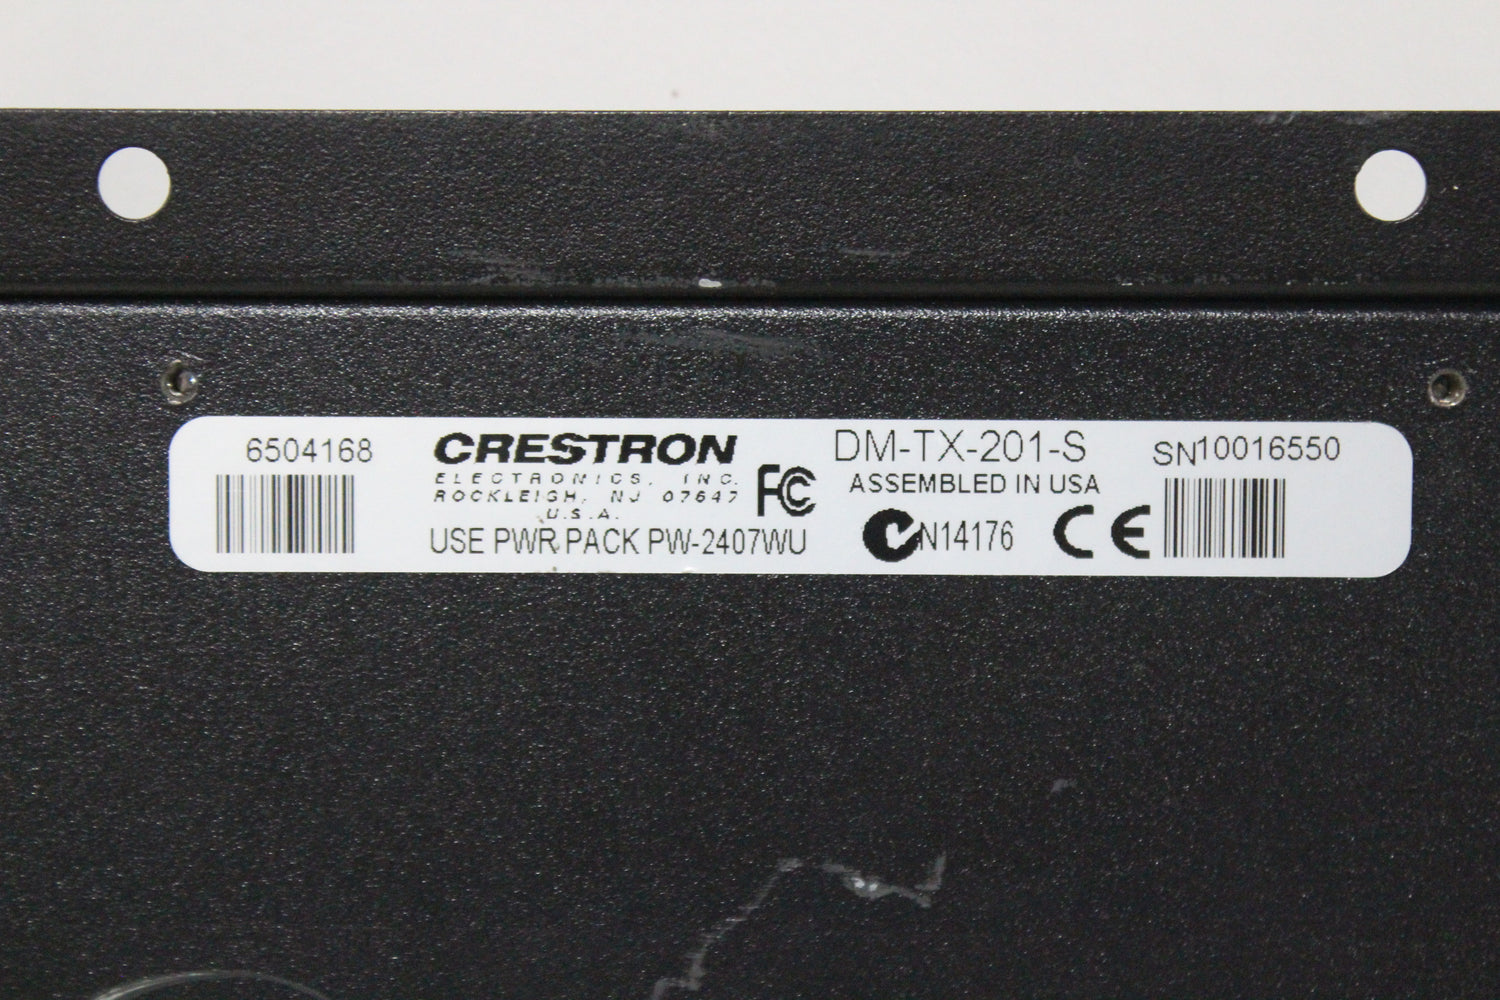 6504168
CRESTRON
ELECTRONICS, INC.
ROCKLEIGH, NJ 07647
U.S.A.
USE PWR PACK PW-2407WU
FC
DM-TX-201-S
ASSEMBLED IN USA
N14176
CE
SN10016550